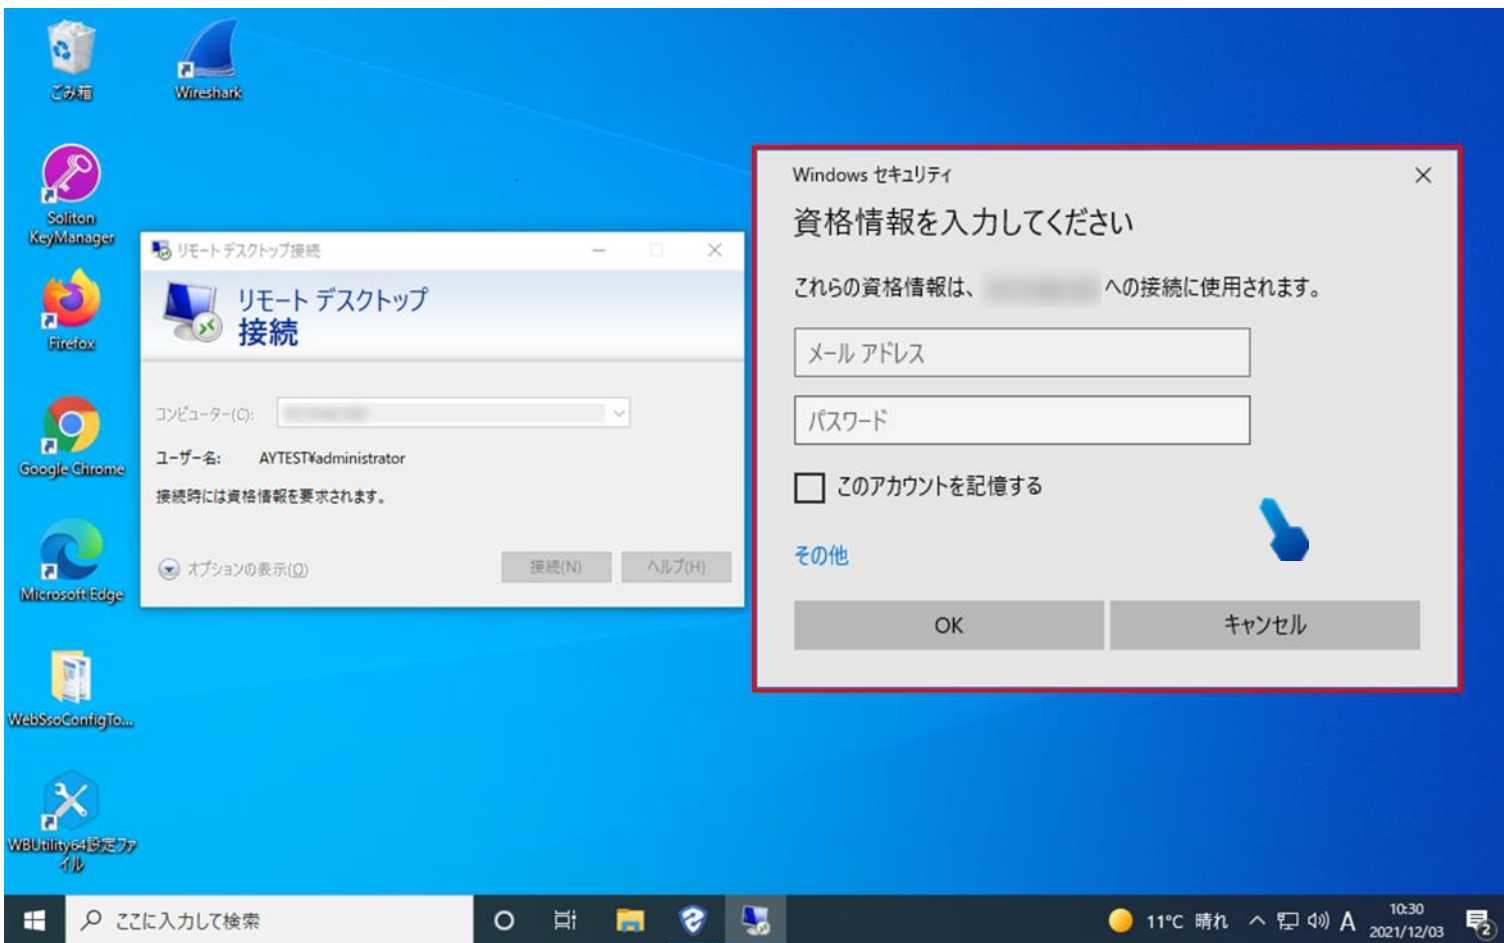 ごみ箱
Wireshark
Soliton
KeyManager
Firefox
Google Chrome
Microsoft Edge
WebSsoConfigTo...
WBUtility64設定ファ
イル
リモート デスクトップ接続
リモート デスクトップ
接続
コンピューター(C):
ユーザー名: AYTEST¥administrator
接続時には資格情報を要求されます。
オプションの表示(O)
接続(N)
ヘルプ(H)
Windows セキュリティ
資格情報を入力してください
これらの資格情報は、 への接続に使用されます。
メール アドレス
パスワード
このアカウントを記憶する
その他
OK
キャンセル
ここに入力して検索
11°C 晴れ
A
10:30
2021/12/03
2